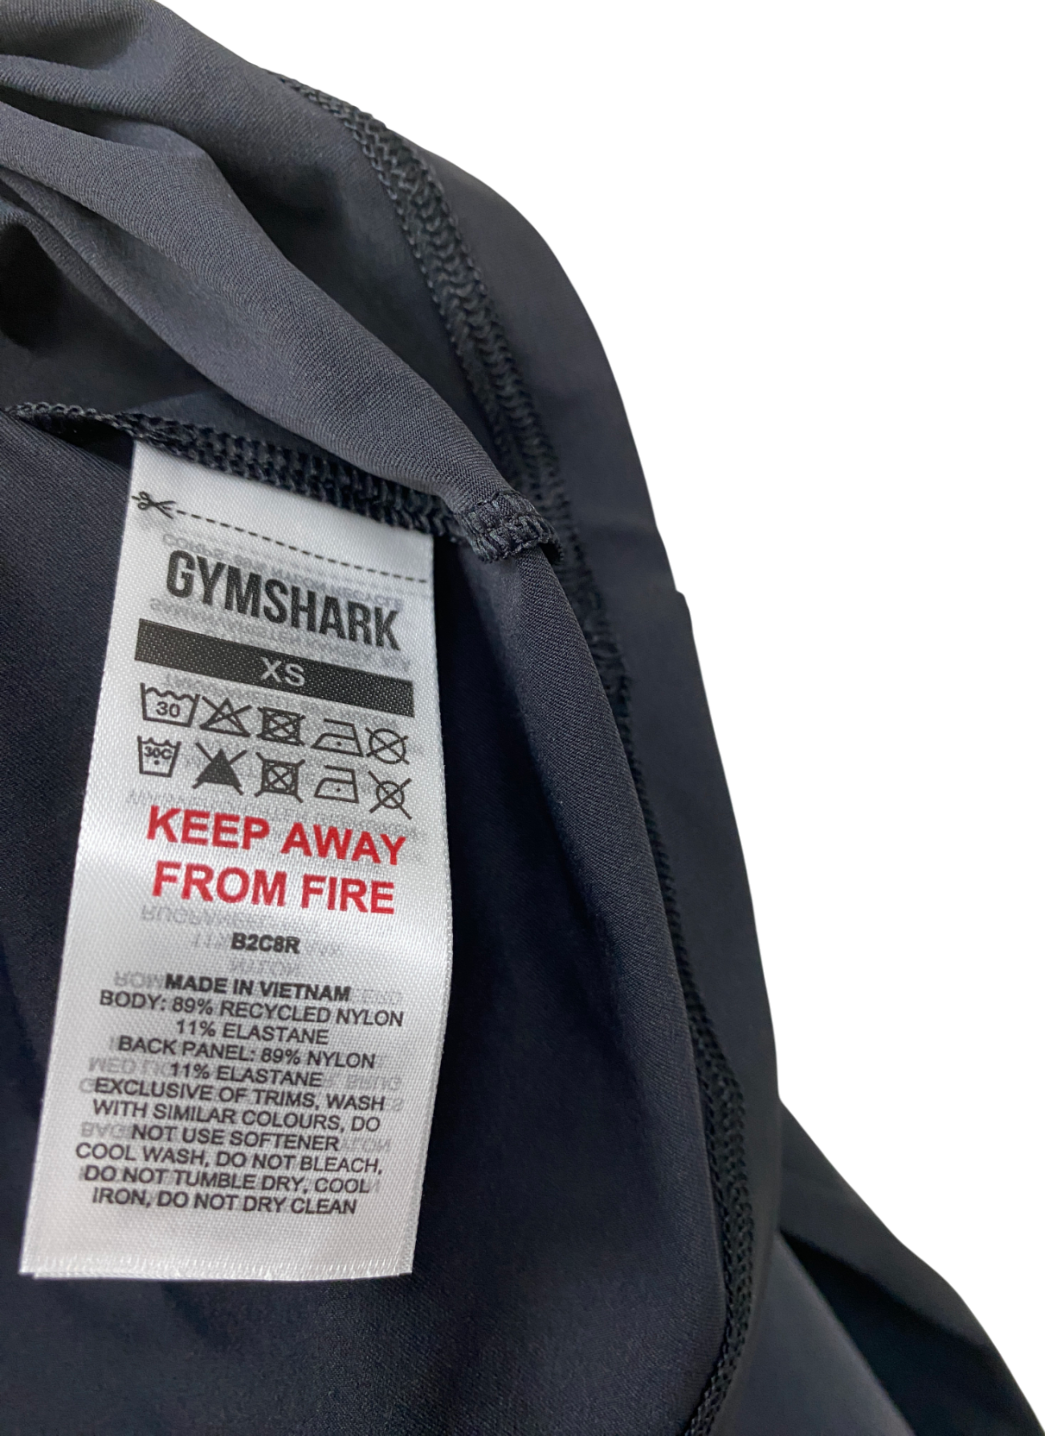 GYMSHARK
XS
30
30C
KEEP AWAY
FROM FIRE
B2C8R
MADE IN VIETNAM
BODY: 89% RECYCLED NYLON
11% ELASTANE
BACK PANEL: 89% NYLON
11% ELASTANE
EXCLUSIVE OF TRIMS, WASH
WITH SIMILAR COLOURS, DO
NOT USE SOFTENER
COOL WASH, DO NOT BLEACH,
DO NOT TUMBLE DRY, COOL
IRON, DO NOT DRY CLEAN